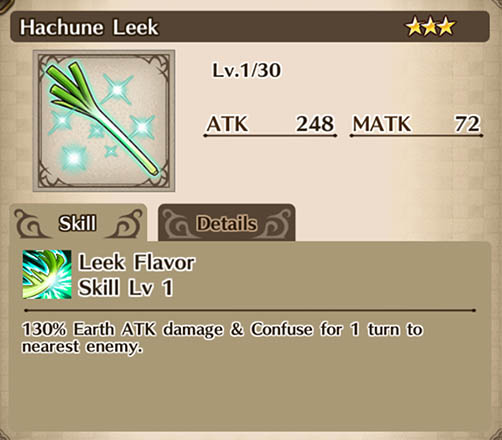 Hachune Leek
Lv.1/30
ATK 248 MATK 72
Skill Details
Leek Flavor
Skill Lv 1
130% Earth ATK damage & Confuse for 1 turn to
nearest enemy.